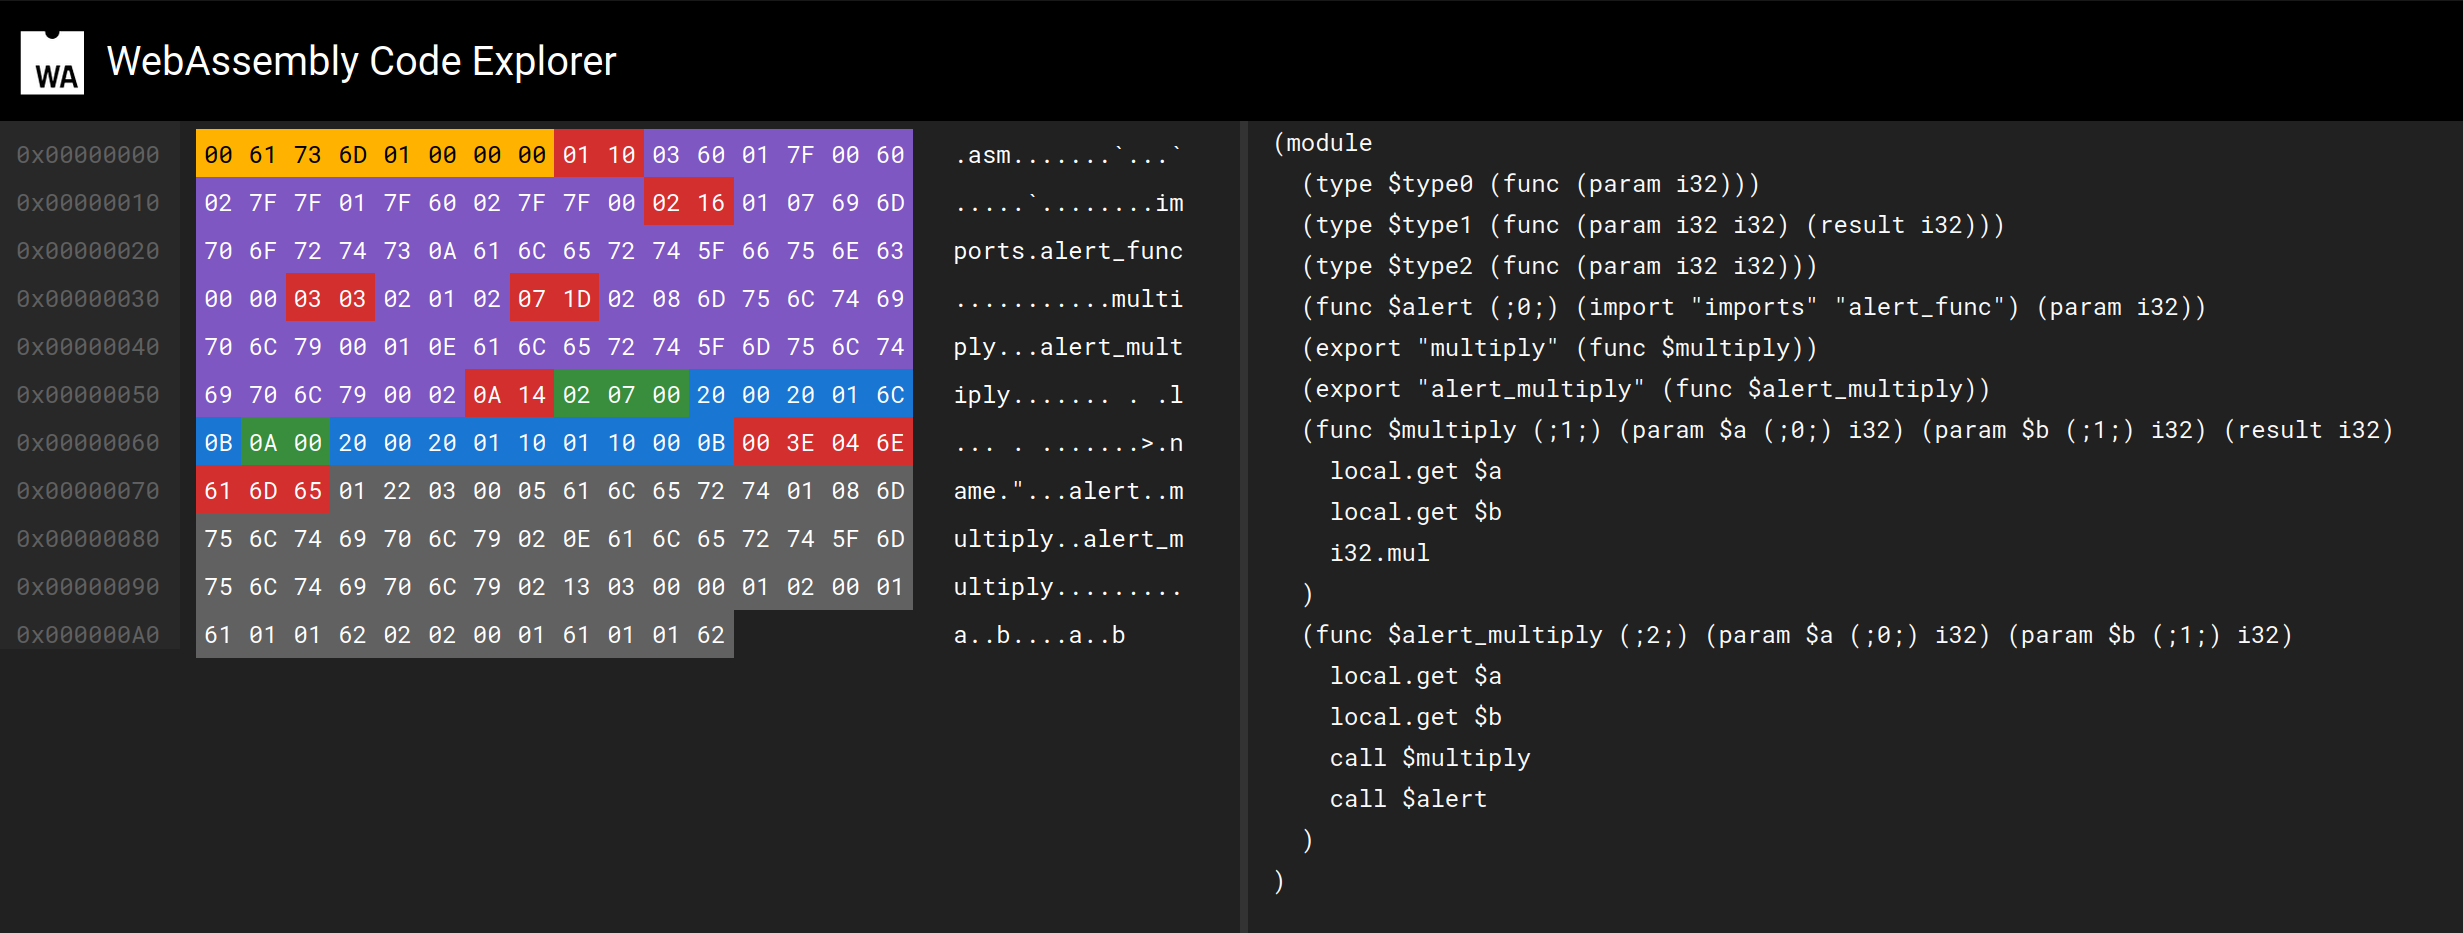 WA WebAssembly Code Explorer
0x00000000 00 61 73 6D 01 00 00 00 01 10 03 60 01 7F 00 60 .asm.......`...`
0x00000010 02 7F 7F 01 7F 60 02 7F 7F 00 02 16 01 07 69 6D .....`........im
0x00000020 70 6F 72 74 73 0A 61 6C 65 72 74 5F 66 75 6E 63 ports.alert_func
0x00000030 00 00 03 03 02 01 02 07 1D 02 08 6D 75 6C 74 69 ...........multi
0x00000040 70 6C 79 00 01 0E 61 6C 65 72 74 5F 6D 75 6C 74 ply...alert_mult
0x00000050 69 70 6C 79 00 02 0A 14 02 07 00 20 00 20 01 6C iply....... . .l
0x00000060 0B 0A 00 20 00 20 01 10 01 10 00 0B 00 3E 04 6E ... . .......>.n
0x00000070 61 6D 65 01 22 03 00 05 61 6C 65 72 74 01 08 6D ame."...alert..m
0x00000080 75 6C 74 69 70 6C 79 02 0E 61 6C 65 72 74 5F 6D ultiply..alert_m
0x00000090 75 6C 74 69 70 6C 79 02 13 03 00 00 01 02 00 01 ultiply.........
0x000000A0 61 01 01 62 02 02 00 01 61 01 01 62 a..b....a..b
(module
(type $type0 (func (param i32)))
(type $type1 (func (param i32 i32) (result i32)))
(type $type2 (func (param i32 i32)))
(func $alert (;0;) (import "imports" "alert_func") (param i32))
(export "multiply" (func $multiply))
(export "alert_multiply" (func $alert_multiply))
(func $multiply (;1;) (param $a (;0;) i32) (param $b (;1;) i32) (result i32)
local.get $a
local.get $b
i32.mul
)
(func $alert_multiply (;2;) (param $a (;0;) i32) (param $b (;1;) i32)
local.get $a
local.get $b
call $multiply
call $alert
)
)